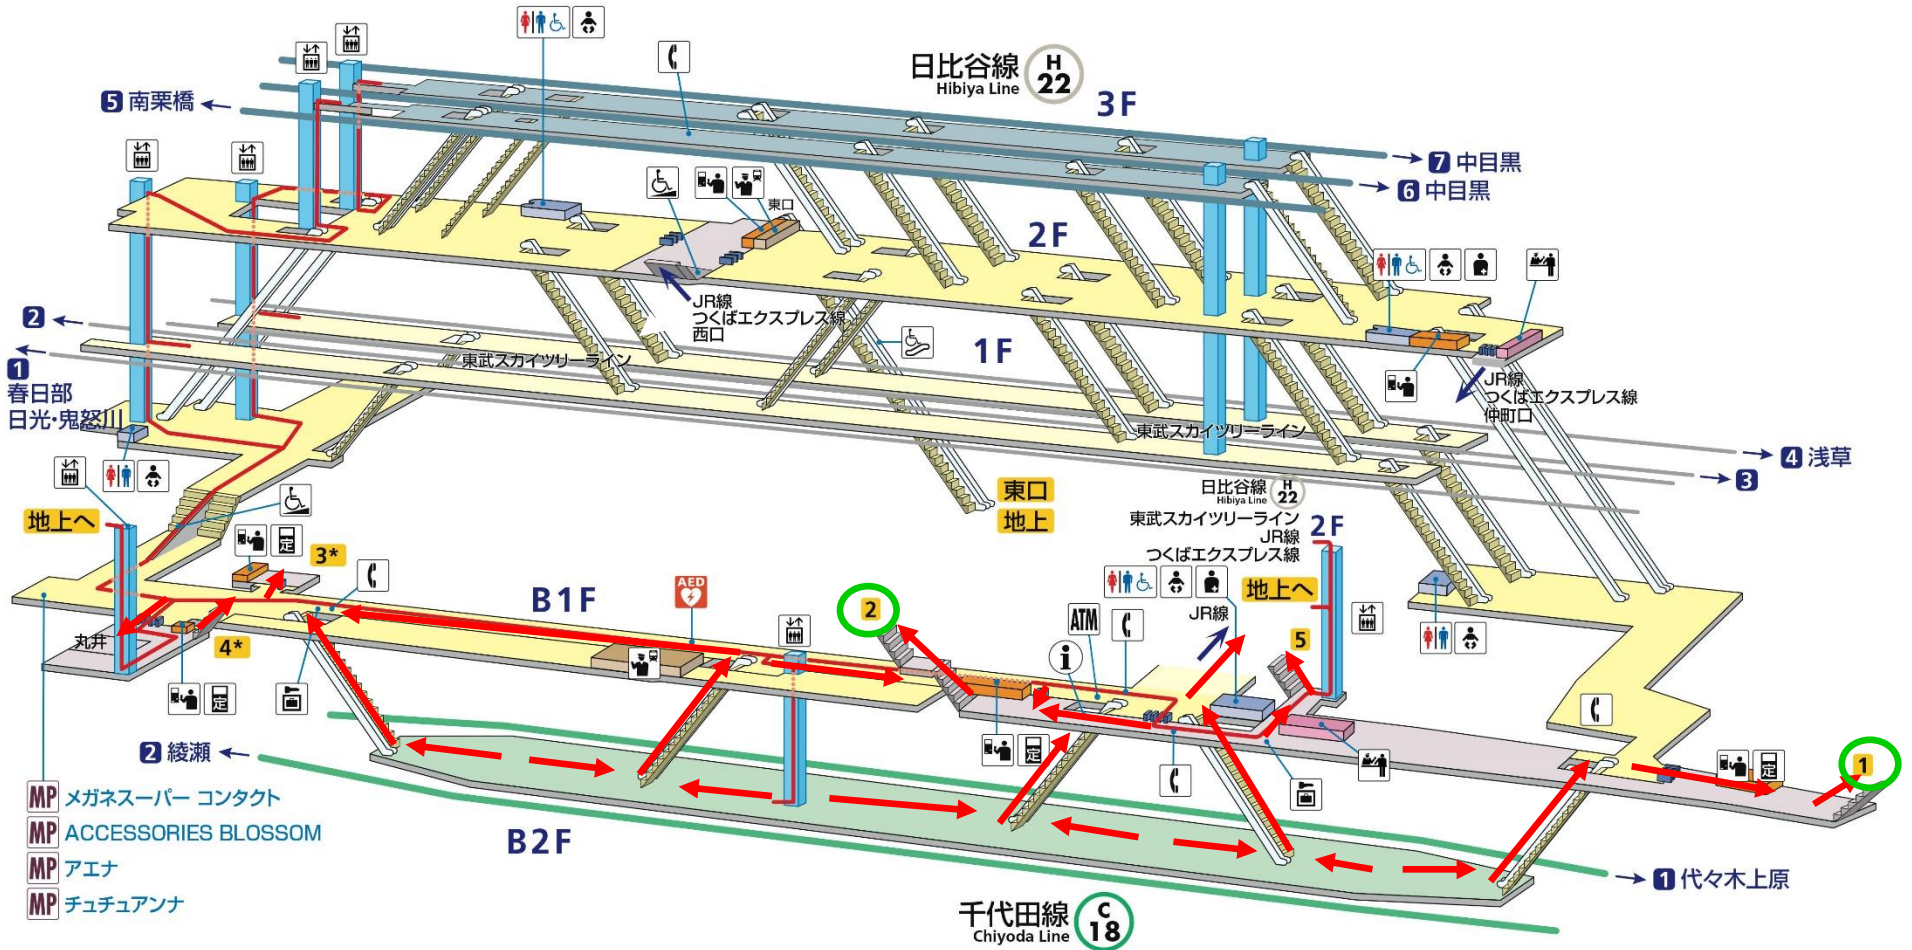 日比谷線 H 22
Hibiya Line
3F
5 南栗橋
7 中目黒
6 中目黒
東口
2F
JR線
つくばエクスプレス線
西口
2
1F
1
春日部
日光・鬼怒川
東武スカイツリーライン
JR線
つくばエクスプレス線
仲町口
東武スカイツリーライン
4 浅草
3
東口
地上
日比谷線 H 22
Hibiya Line
東武スカイツリーライン
JR線
つくばエクスプレス線
2F
地上へ
定
3*
AED
B1F
2
ATM
JR線
地上へ
5
丸井
4*
定
i
定
定
1
2 綾瀬
MP メガネスーパー コンタクト
MP ACCESSORIES BLOSSOM
MP アエナ
MP チュチュアンナ
B2F
1 代々木上原
千代田線 C 18
Chiyoda Line